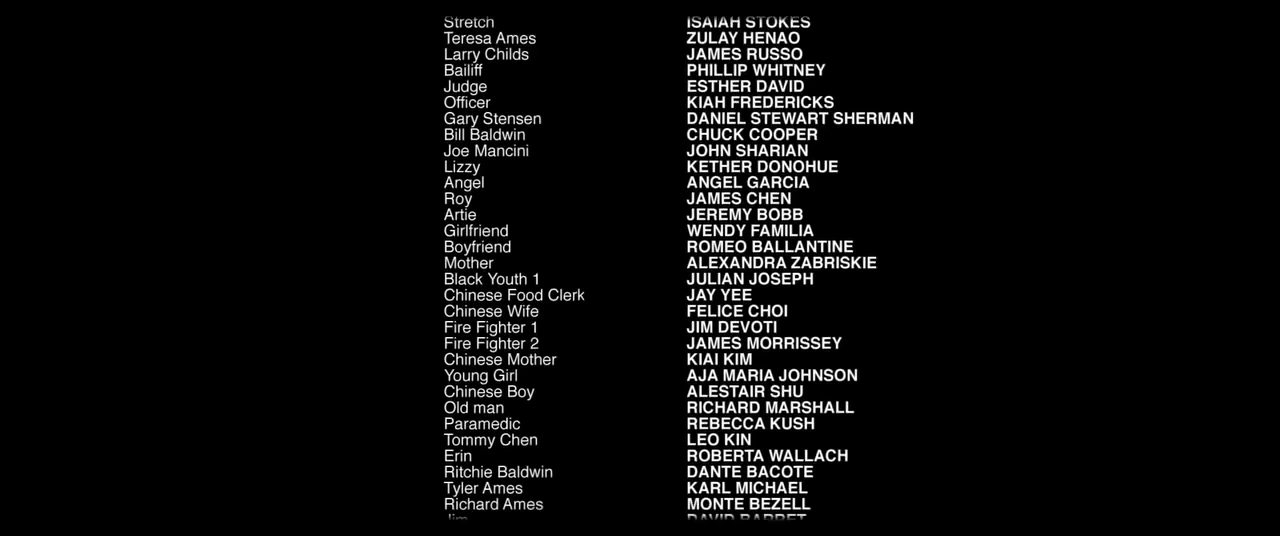 Stretch ISAIAH STOKES
Teresa Ames ZULAY HENAO
Larry Childs JAMES RUSSO
Bailiff PHILLIP WHITNEY
Judge ESTHER DAVID
Officer KIAH FREDERICKS
Gary Stensen DANIEL STEWART SHERMAN
Bill Baldwin CHUCK COOPER
Joe Mancini JOHN SHARIAN
Lizzy KETHER DONOHUE
Angel ANGEL GARCIA
Roy JAMES CHEN
Artie JEREMY BOBB
Girlfriend WENDY FAMILIA
Boyfriend ROMEO BALLANTINE
Mother ALEXANDRA ZABRISKIE
Black Youth 1 JULIAN JOSEPH
Chinese Food Clerk JAY YEE
Chinese Wife FELICE CHOI
Fire Fighter 1 JIM DEVOTI
Fire Fighter 2 JAMES MORRISSEY
Chinese Mother KIAI KIM
Young Girl AJA MARIA JOHNSON
Chinese Boy ALESTAIR SHU
Old man RICHARD MARSHALL
Paramedic REBECCA KUSH
Tommy Chen LEO KIN
Erin ROBERTA WALLACH
Ritchie Baldwin DANTE BACOTE
Tyler Ames KARL MICHAEL
Richard Ames MONTE BEZELL
Jim DAVID